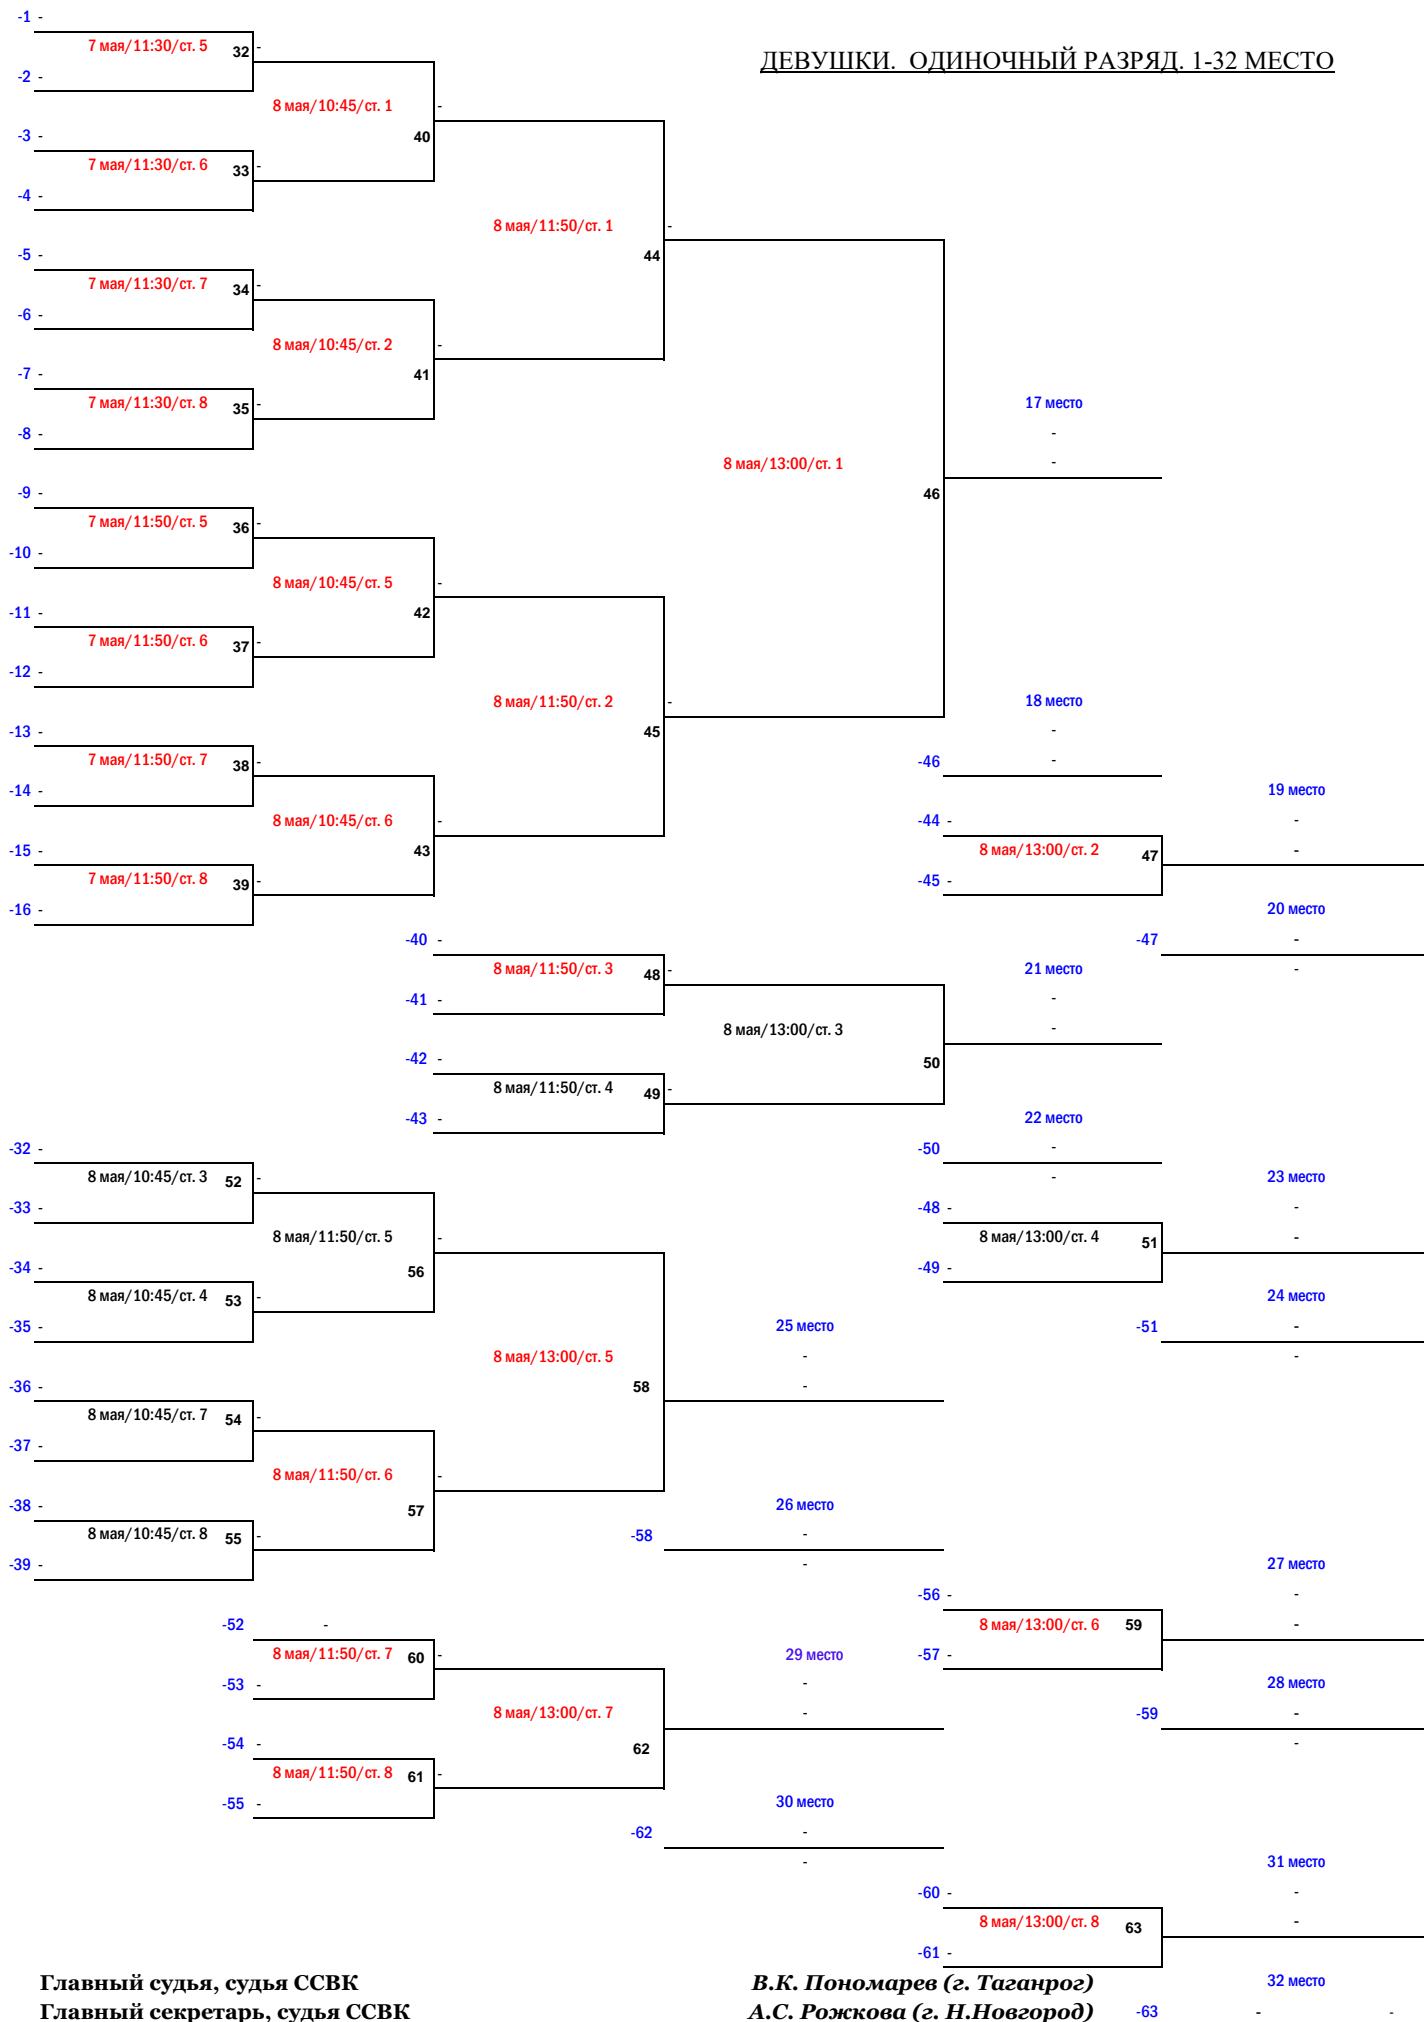 -1 -
7 мая/11:30/ст. 5 32 -
ДЕВУШКИ. ОДИНОЧНЫЙ РАЗРЯД. 1-32 МЕСТО
-2 -
8 мая/10:45/ст. 1 -
-3 - 40
7 мая/11:30/ст. 6 33 -
-4 -
8 мая/11:50/ст. 1 -
-5 - 44
7 мая/11:30/ст. 7 34 -
-6 -
8 мая/10:45/ст. 2 -
-7 - 41
7 мая/11:30/ст. 8 35 - 17 место
-8 - -
8 мая/13:00/ст. 1 -
-9 - 46
7 мая/11:50/ст. 5 36 -
-10 -
8 мая/10:45/ст. 5 -
-11 - 42
7 мая/11:50/ст. 6 37 -
-12 -
8 мая/11:50/ст. 2 - 18 место
-13 - 45 -
7 мая/11:50/ст. 7 38 - -46 -
-14 - 19 место
8 мая/10:45/ст. 6 - -44 - -
-15 - 43 8 мая/13:00/ст. 2 47 -
7 мая/11:50/ст. 8 39 - -45 -
-16 - 20 место
-40 - -47 -
8 мая/11:50/ст. 3 48 - 21 место -
-41 - -
8 мая/13:00/ст. 3 -
-42 - 50
8 мая/11:50/ст. 4 49 -
-43 - 22 место
-32 - -50 -
8 мая/10:45/ст. 3 52 - - 23 место
-33 - -48 - -
8 мая/11:50/ст. 5 - 8 мая/13:00/ст. 4 51 -
-34 - 56 -49 -
8 мая/10:45/ст. 4 53 - 24 место
-35 - 25 место -51 -
8 мая/13:00/ст. 5 - -
-36 - 58 -
8 мая/10:45/ст. 7 54 -
-37 -
8 мая/11:50/ст. 6 -
-38 - 57 26 место
8 мая/10:45/ст. 8 55 - -58 -
-39 - - 27 место
-56 - -
-52 - 8 мая/13:00/ст. 6 59 -
8 мая/11:50/ст. 7 60 - 29 место -57 -
-53 - - 28 место
8 мая/13:00/ст. 7 - -59 -
-54 - 62 -
8 мая/11:50/ст. 8 61 -
-55 - 30 место
-62 -
- 31 место
-60 - -
8 мая/13:00/ст. 8 63 -
-61 -
Главный судья, судья ССВК В.К. Пономарев (г. Таганрог) 32 место
Главный секретарь, судья ССВК А.С. Рожкова (г. Н.Новгород) -63 - -